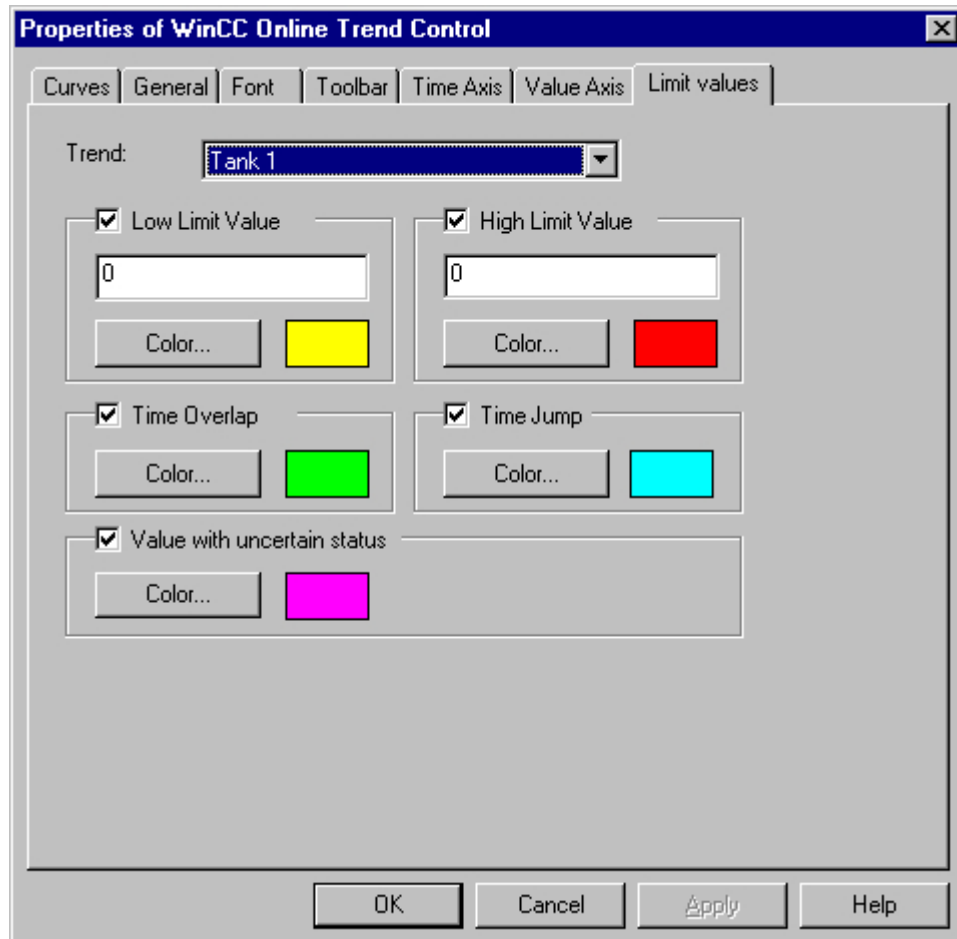 Properties of WinCC Online Trend Control
Curves General Font Toolbar Time Axis Value Axis Limit values
Trend: Tank 1
Low Limit Value High Limit Value
0 0
Color... Color...
Time Overlap Time Jump
Color... Color...
Value with uncertain status
Color...
OK Cancel Apply Help